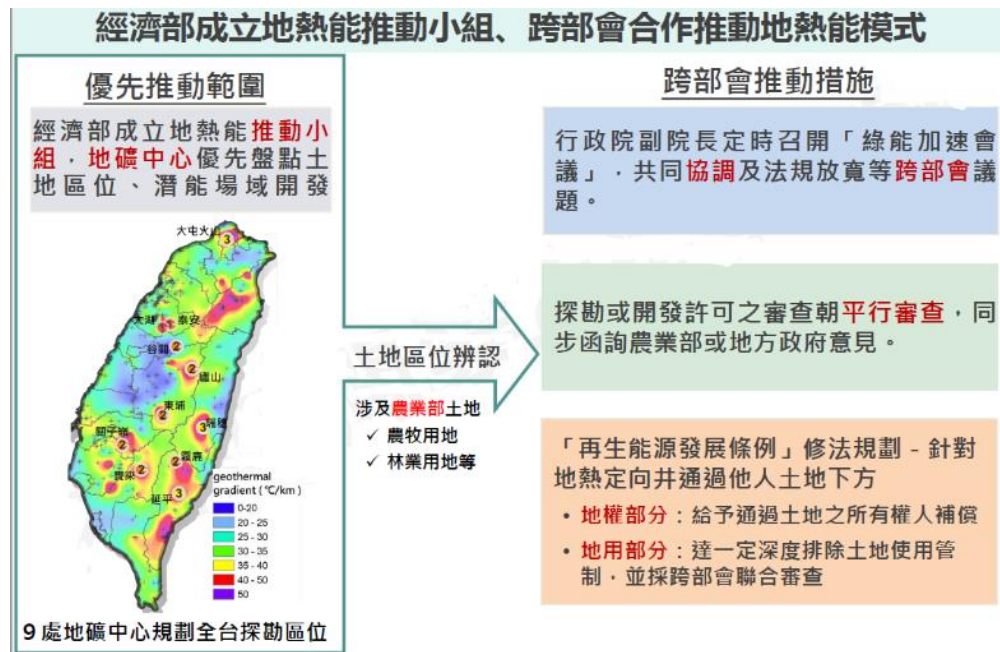 經濟部成立地熱能推動小組、跨部會合作推動地熱能模式
優先推動範圍
經濟部成立地熱能推動小
組，地礦中心優先盤點土
地區位、潛能場域開發
大屯火山
3
大湖
泰安
谷關
2
2
廬山
東埔
2
瑞穗
3
關子嶺
2
霧鹿
2
寶來
2
延平
3
geothermal
gradient (℃/km)
0-20
20 - 25
25 - 30
30 - 35
35 - 40
40 - 50
50
9 處地礦中心規劃全台探勘區位
土地區位辨認
涉及農業部土地
✓ 農牧用地
✓ 林業用地等
跨部會推動措施
行政院副院長定時召開「綠能加速會
議」，共同協調及法規放寬等跨部會議
題。
探勘或開發許可之審查朝平行審查，同
步函詢農業部或地方政府意見。
「再生能源發展條例」修法規劃 - 針對
地熱定向井通過他人土地下方
• 地權部分：給予通過土地之所有權人補償
• 地用部分：達一定深度排除土地使用管
制，並採跨部會聯合審查